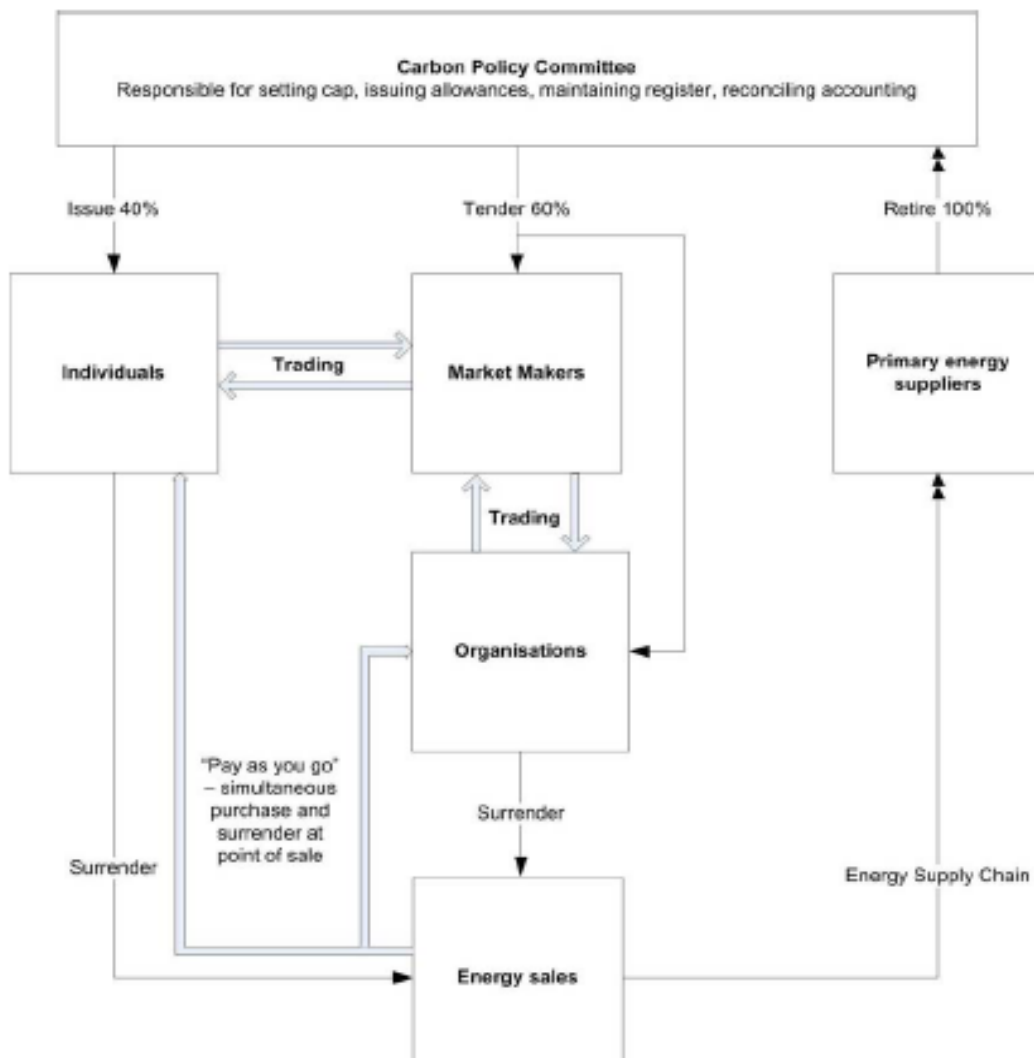 Carbon Policy Committee
Responsible for setting cap, issuing allowances, maintaining register, reconciling accounting
Issue 40%
Tender 60%
Retire 100%
Individuals
Trading
Market Makers
Primary energy
suppliers
Trading
Organisations
"Pay as you go"
– simultaneous
purchase and
surrender at
point of sale
Surrender
Surrender
Energy Supply Chain
Energy sales